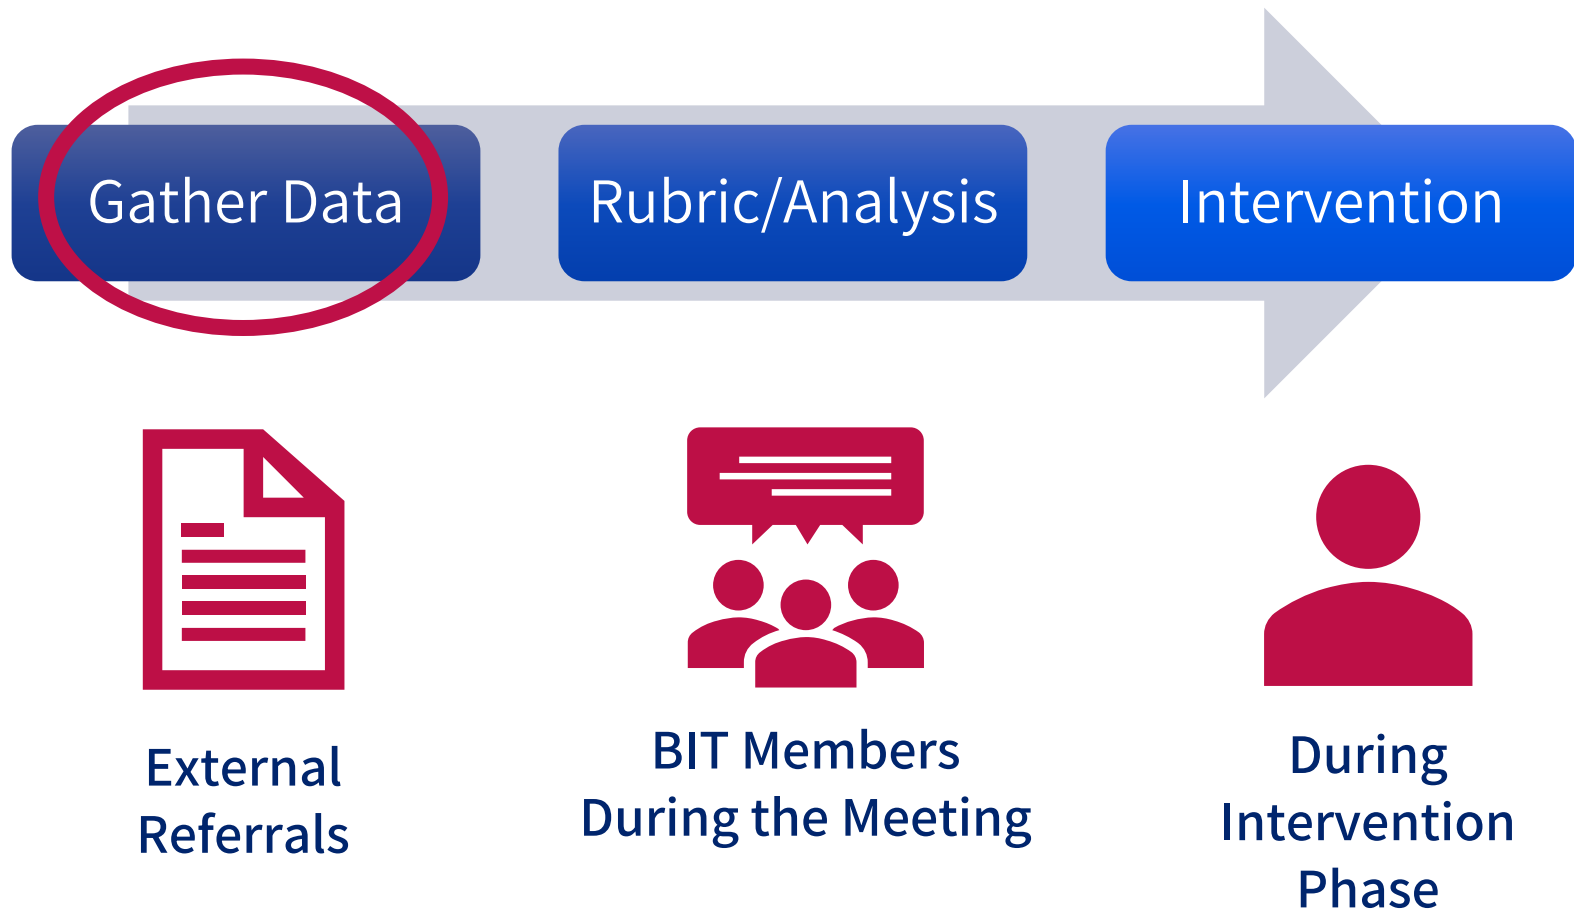 Gather Data
Rubric/Analysis
Intervention
External
Referrals
BIT Members
During the Meeting
During
Intervention
Phase